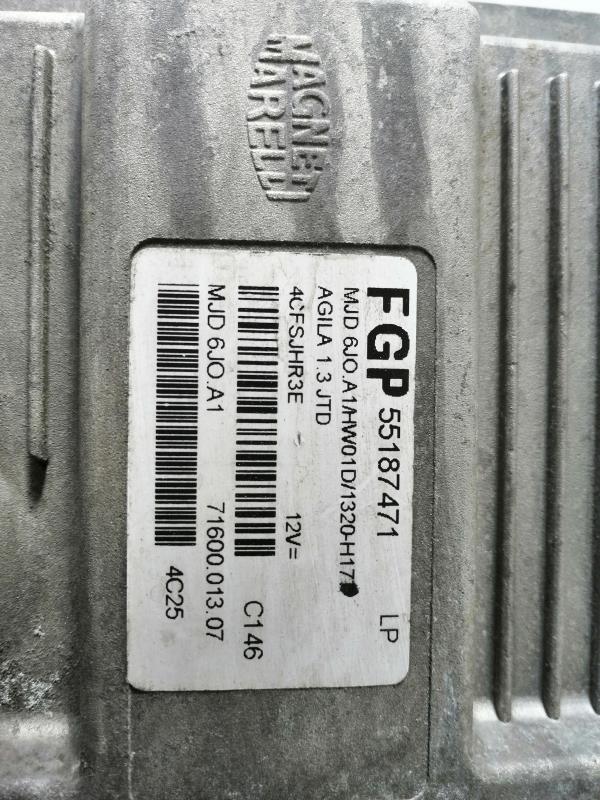 MAGNETI
MARELLI
FGP 55187471 LP
MJD 6JO.A1/HW01D/1320-H17
AGILA 1.3 JTD
4CFSJHR3E 12V=
C146
MJD 6JO.A1 71600.013.07
4C25